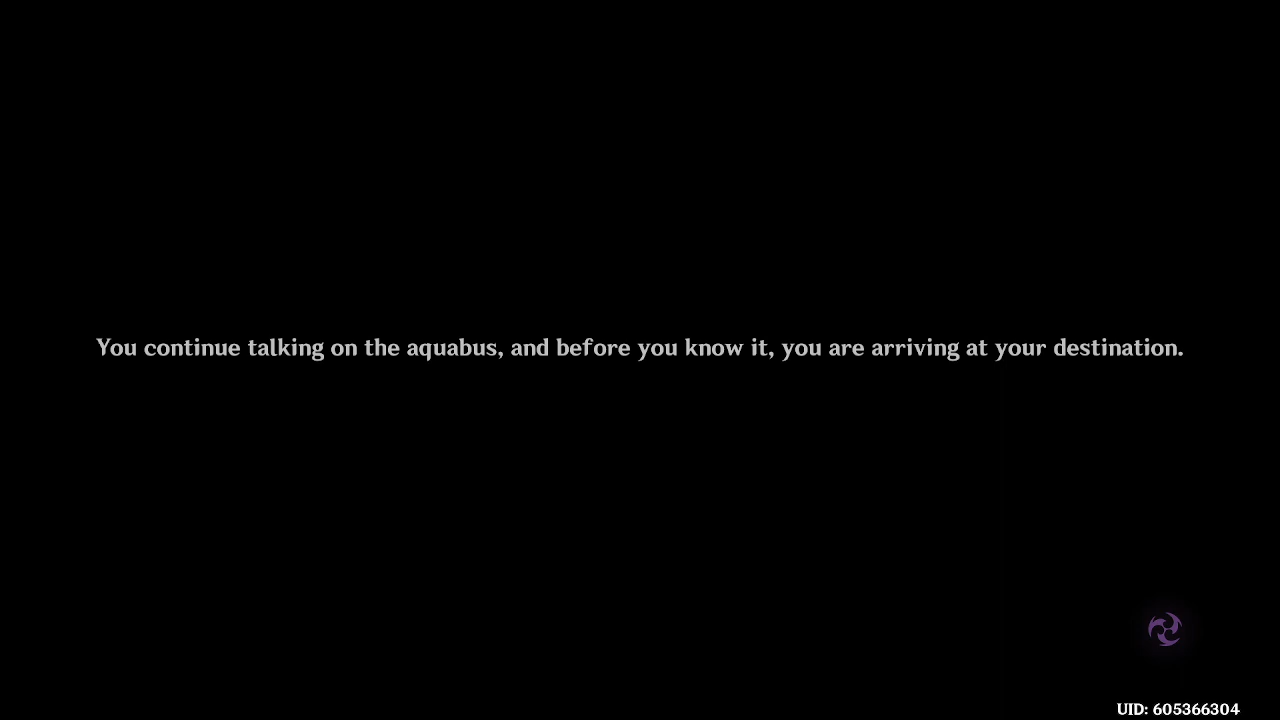 You continue talking on the aquabus, and before you know it, you are arriving at your destination.
UID: 605366304